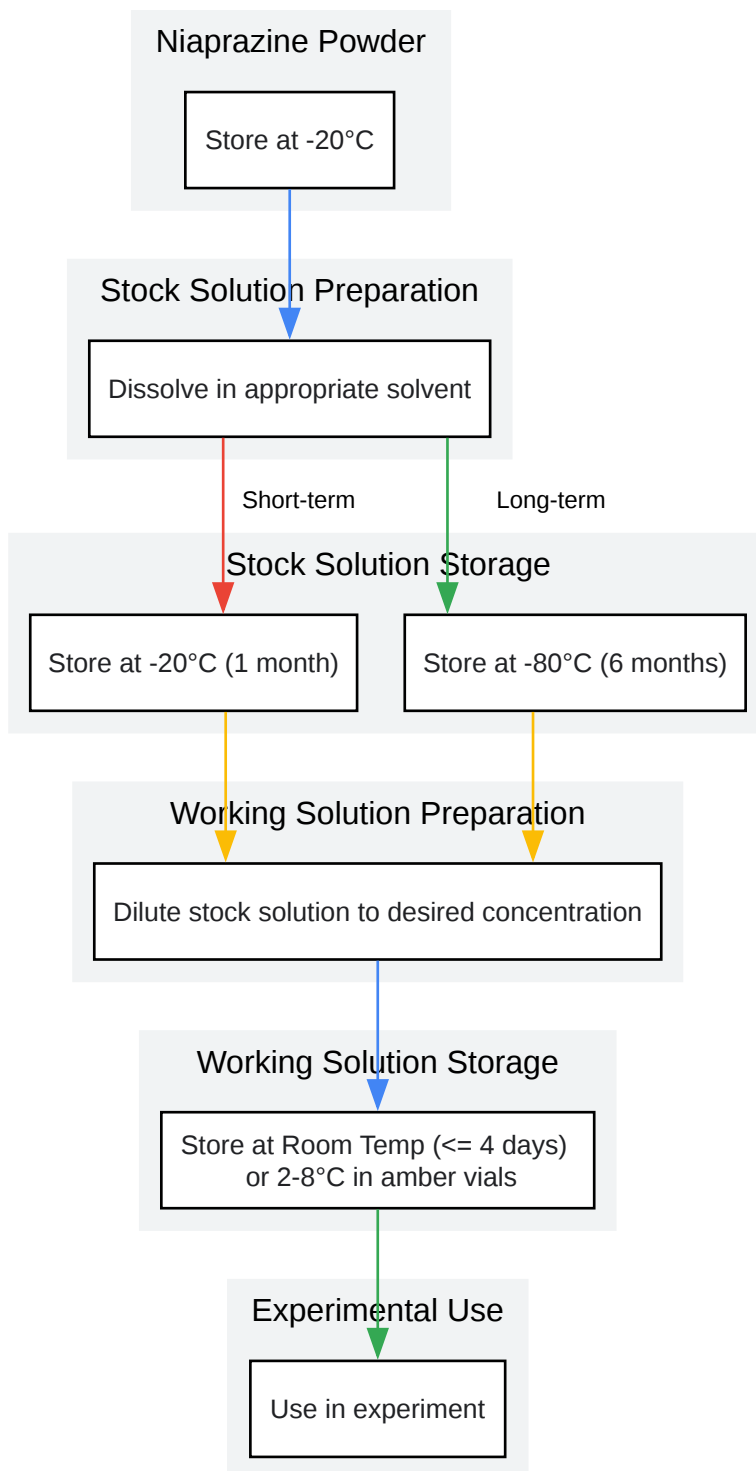 Niaprazine Powder
Store at -20°C
Stock Solution Preparation
Dissolve in appropriate solvent
Short-term
Long-term
Stock Solution Storage
Store at -20°C (1 month)
Store at -80°C (6 months)
Working Solution Preparation
Dilute stock solution to desired concentration
Working Solution Storage
Store at Room Temp (<= 4 days)
or 2-8°C in amber vials
Experimental Use
Use in experiment